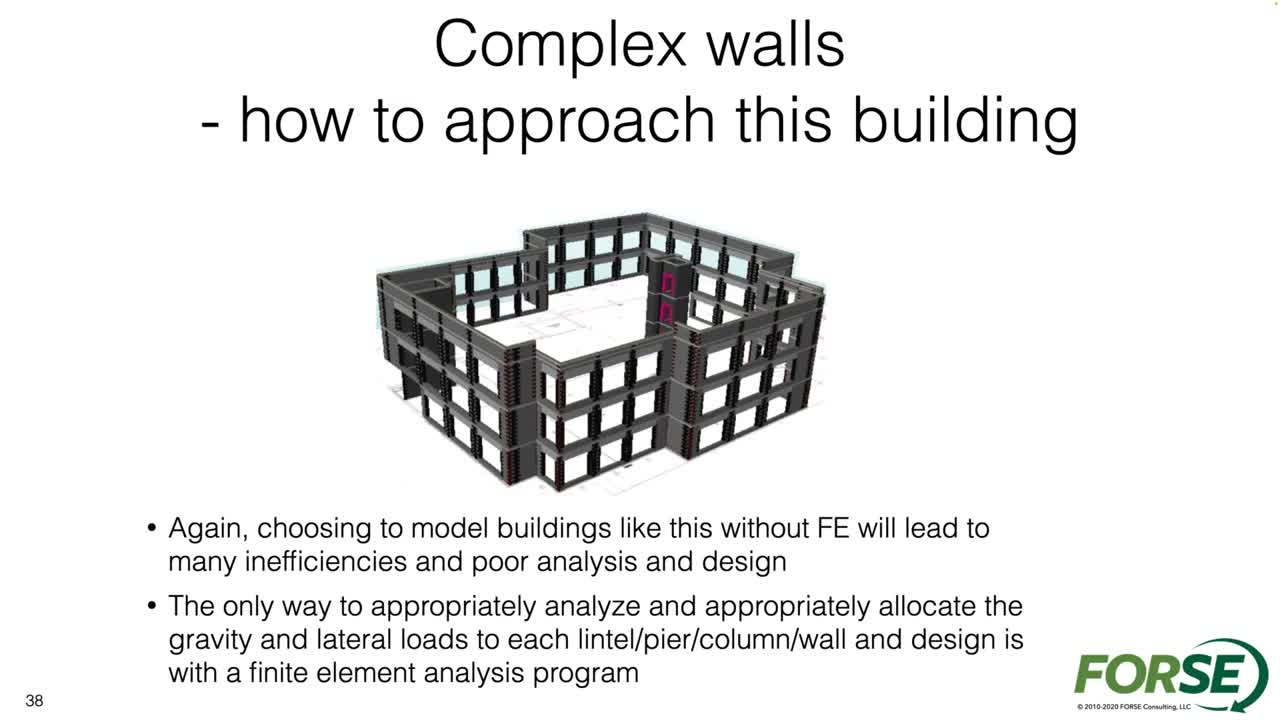 Complex walls
- how to approach this building
• Again, choosing to model buildings like this without FE will lead to
many inefficiencies and poor analysis and design
• The only way to appropriately analyze and appropriately allocate the
gravity and lateral loads to each lintel/pier/column/wall and design is
with a finite element analysis program
38
FORSE
© 2010-2020 FORSE Consulting, LLC